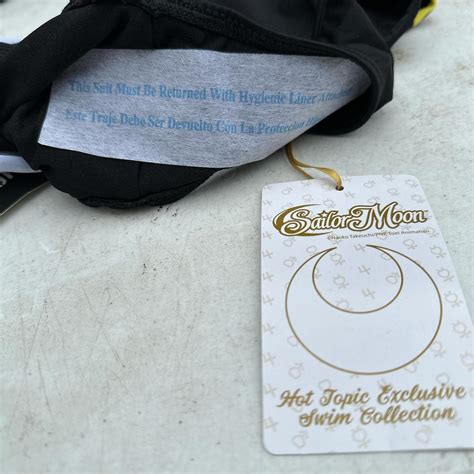 This Suit Must Be Returned With Hygienic Liner Attached
Este Traje Debe Ser Devuelto Con La Proteccion
Sailor Moon
©Naoko Takeuchi/PNP, Toei Animation
Hot Topic Exclusive
Swim Collection